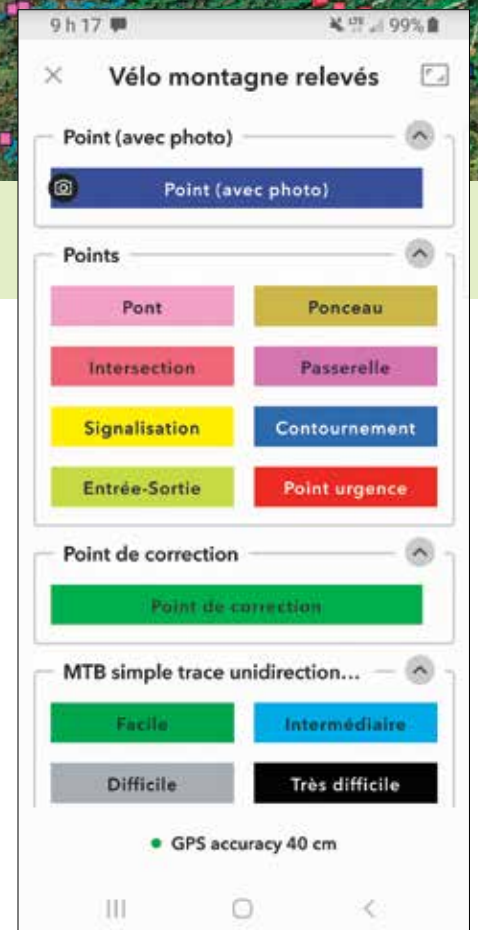 9 h 17 LTE 99%
Vélo montagne relevés
Point (avec photo)
Point (avec photo)
Points
Pont Ponceau
Intersection Passerelle
Signalisation Contournement
Entrée-Sortie Point urgence
Point de correction
Point de correction
MTB simple trace unidirection...
Facile Intermédiaire
Difficile Très difficile
GPS accuracy 40 cm